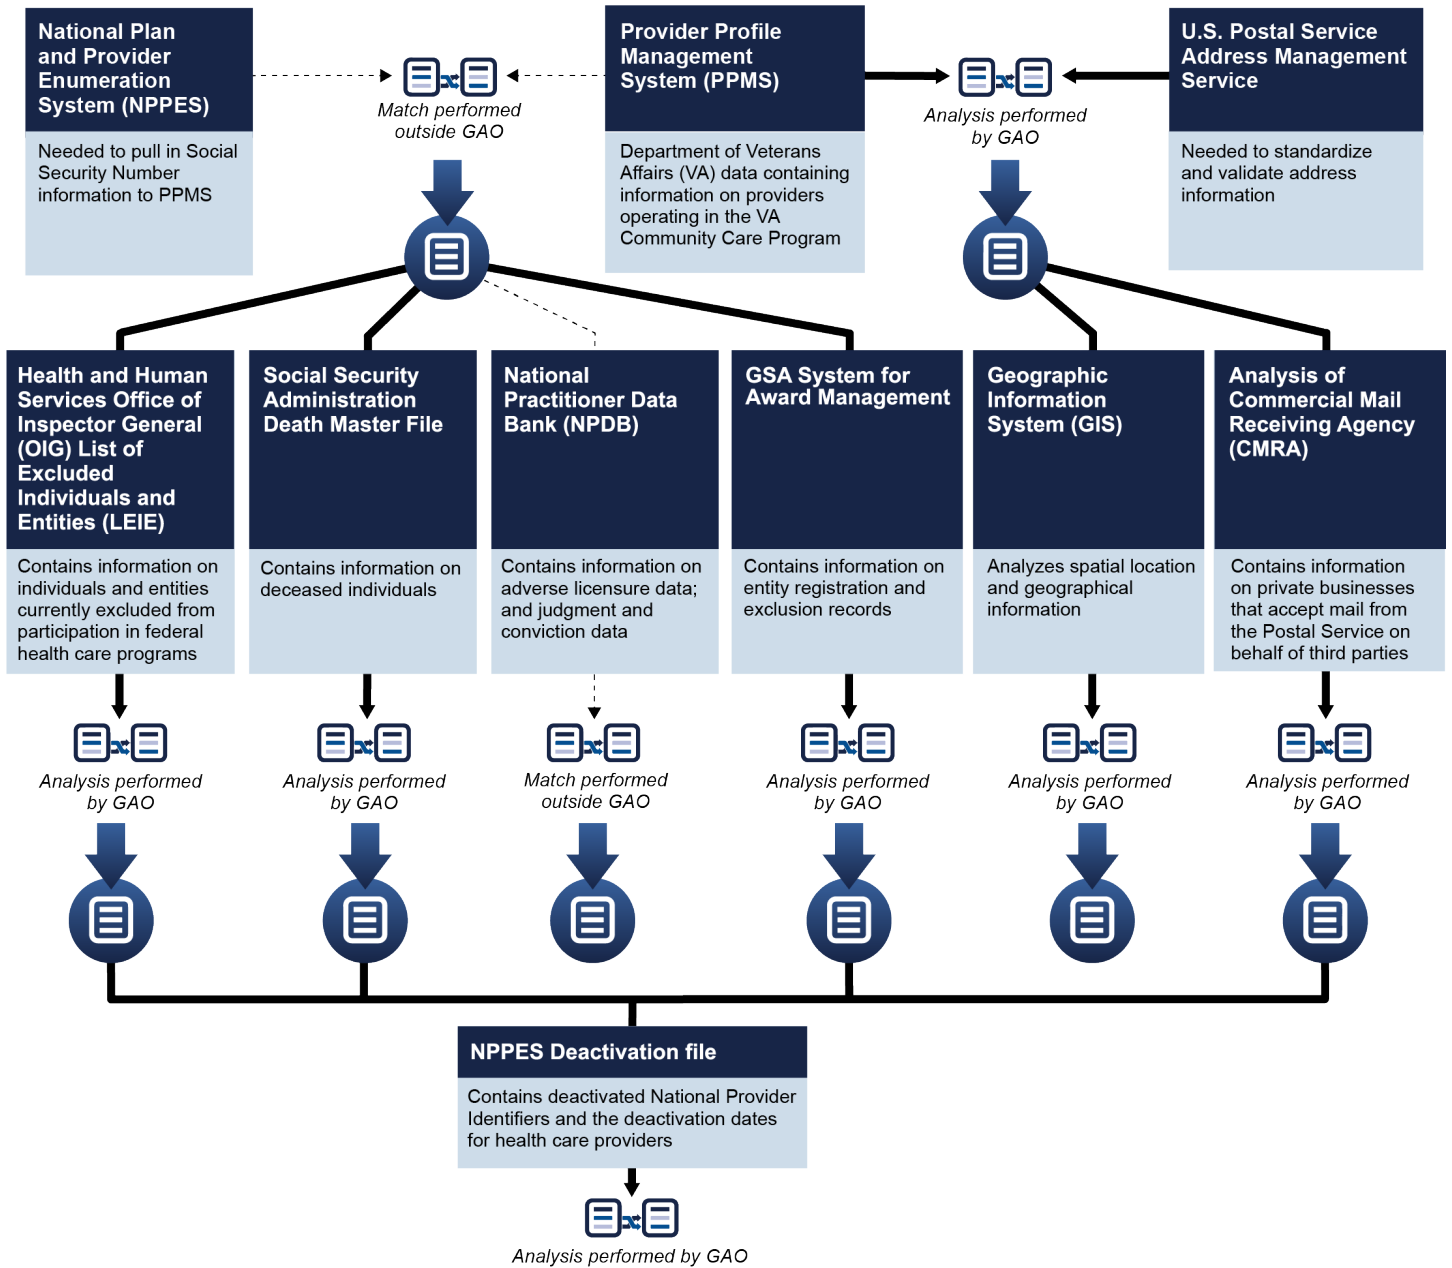 National Plan
and Provider
Enumeration
System (NPPES)
Needed to pull in Social
Security Number
information to PPMS
Match performed
outside GAO
Provider Profile
Management
System (PPMS)
Department of Veterans
Affairs (VA) data containing
information on providers
operating in the VA
Community Care Program
Analysis performed
by GAO
U.S. Postal Service
Address Management
Service
Needed to standardize
and validate address
information
Health and Human
Services Office of
Inspector General
(OIG) List of
Excluded
Individuals and
Entities (LEIE)
Contains information on
individuals and entities
currently excluded from
participation in federal
health care programs
Analysis performed
by GAO
Social Security
Administration
Death Master File
Contains information on
deceased individuals
Analysis performed
by GAO
National
Practitioner Data
Bank (NPDB)
Contains information on
adverse licensure data;
and judgment and
conviction data
Match performed
outside GAO
GSA System for
Award Management
Contains information on
entity registration and
exclusion records
Analysis performed
by GAO
Geographic
Information
System (GIS)
Analyzes spatial location
and geographical
information
Analysis performed
by GAO
Analysis of
Commercial Mail
Receiving Agency
(CMRA)
Contains information
on private businesses
that accept mail from
the Postal Service on
behalf of third parties
Analysis performed
by GAO
NPPES Deactivation file
Contains deactivated National Provider
Identifiers and the deactivation dates
for health care providers
Analysis performed by GAO